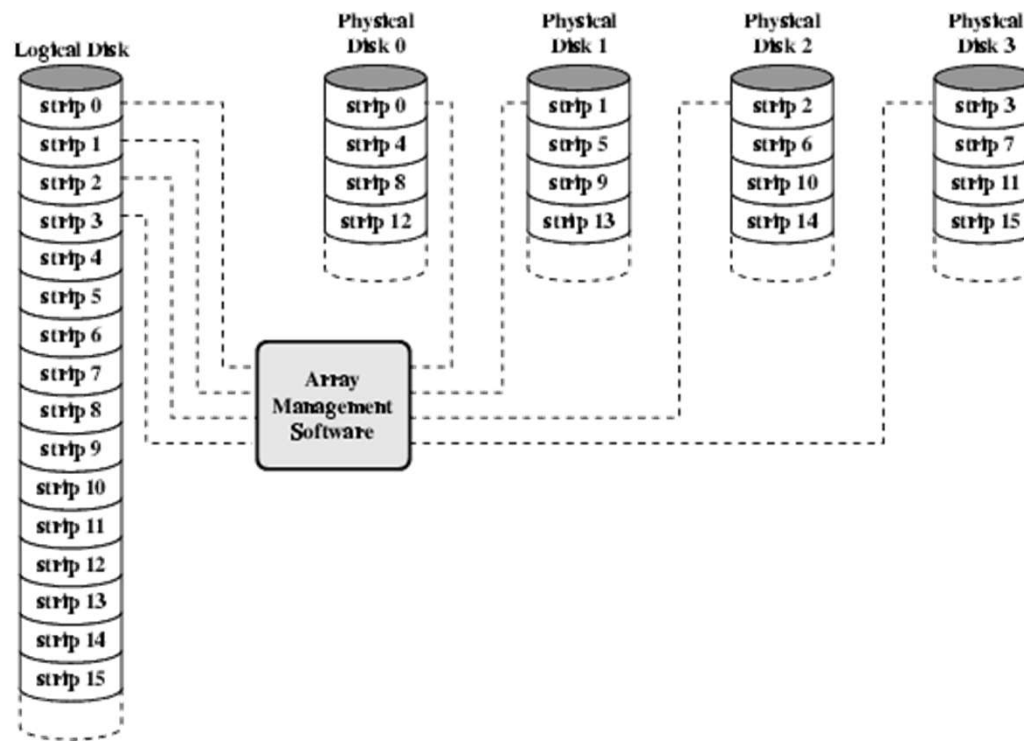 Logical Disk
strip 0
strip 1
strip 2
strip 3
strip 4
strip 5
strip 6
strip 7
strip 8
strip 9
strip 10
strip 11
strip 12
strip 13
strip 14
strip 15
Physical
Disk 0
strip 0
strip 4
strip 8
strip 12
Physical
Disk 1
strip 1
strip 5
strip 9
strip 13
Physical
Disk 2
strip 2
strip 6
strip 10
strip 14
Physical
Disk 3
strip 3
strip 7
strip 11
strip 15
Array
Management
Software